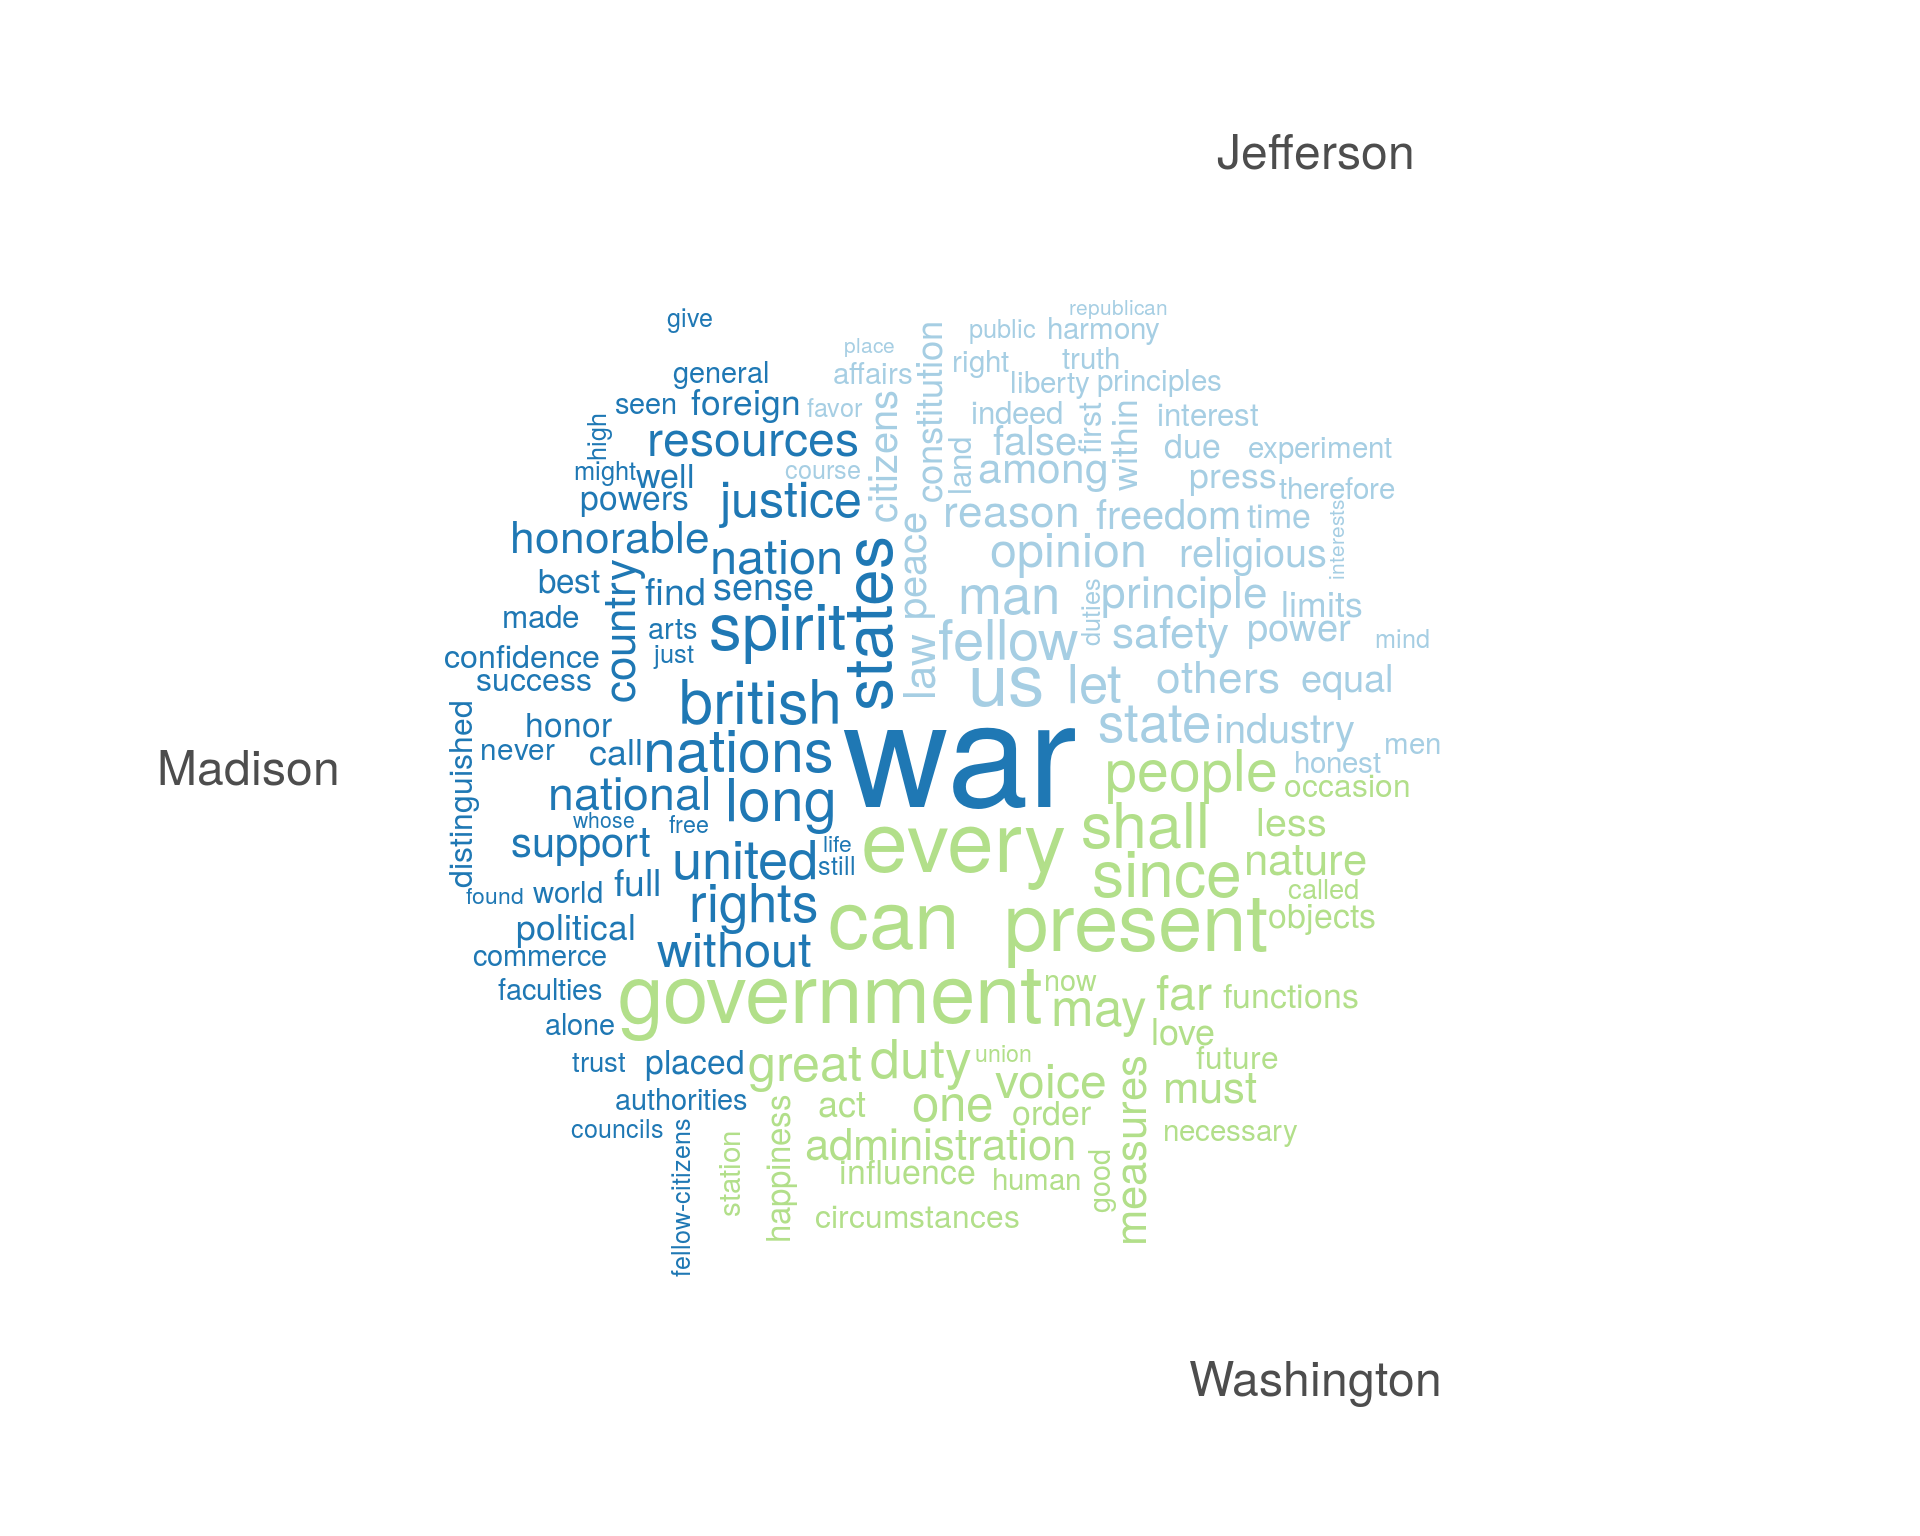 Jefferson
republican
give
public
harmony
place
truth
affairs
right
general
liberty
principles
constitution
seen
foreign
favor
citizens
indeed
first
within
interest
high
resources
false
due
experiment
might
well
course
land
among
press
therefore
powers
justice
reason
freedom
time
honorable
nation
states
peace
opinion
religious
interests
best
country
find
sense
man
duties
principle
limits
made
arts
spirit
law
fellow
safety
power
mind
confidence
just
success
british
us
let
others
equal
distinguished
honor
state
industry
men
never
call
nations
war
honest
Madison
people
occasion
national
long
whose
free
every
shall
less
support
united
life
still
since
nature
found
world
full
rights
can
present
called
objects
political
without
commerce
faculties
government
now
may
far
functions
alone
love
trust
placed
great
duty
union
voice
future
must
authorities
act
one
order
measures
councils
fellow-citizens
station
happiness
administration
necessary
influence
human
good
circumstances
Washington